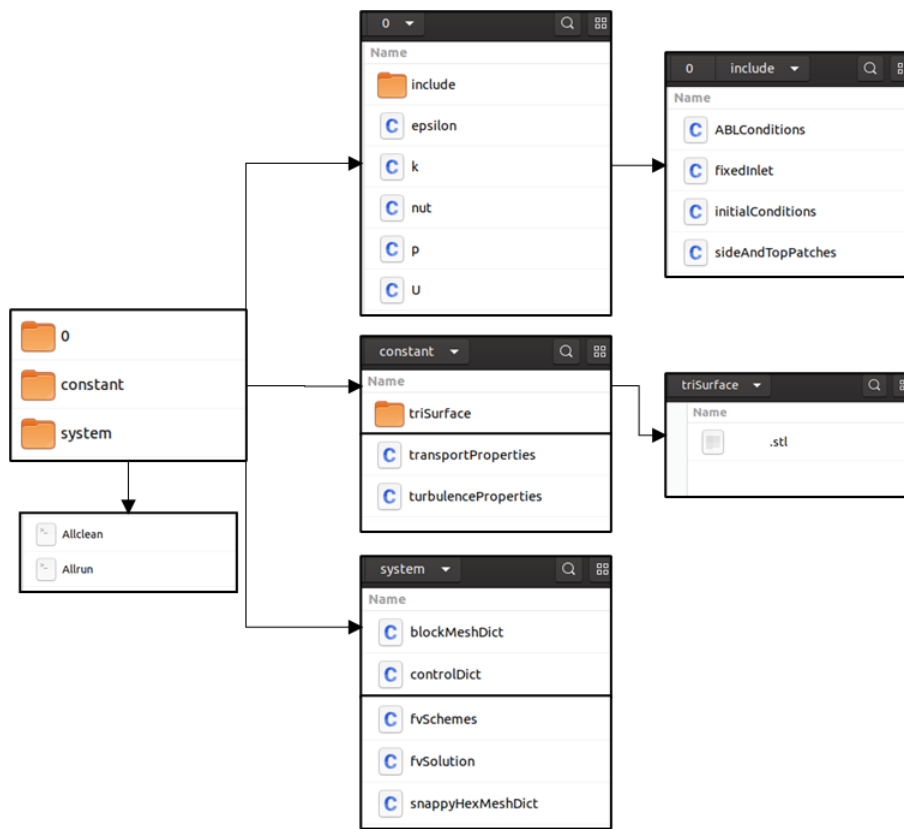 0
Name
include
epsilon
k
nut
p
U
0 include
Name
ABLConditions
fixedInlet
initialConditions
sideAndTopPatches
0
constant
system
Allclean
Allrun
constant
Name
triSurface
transportProperties
turbulenceProperties
triSurface
Name
.stl
system
Name
blockMeshDict
controlDict
fvSchemes
fvSolution
snappyHexMeshDict